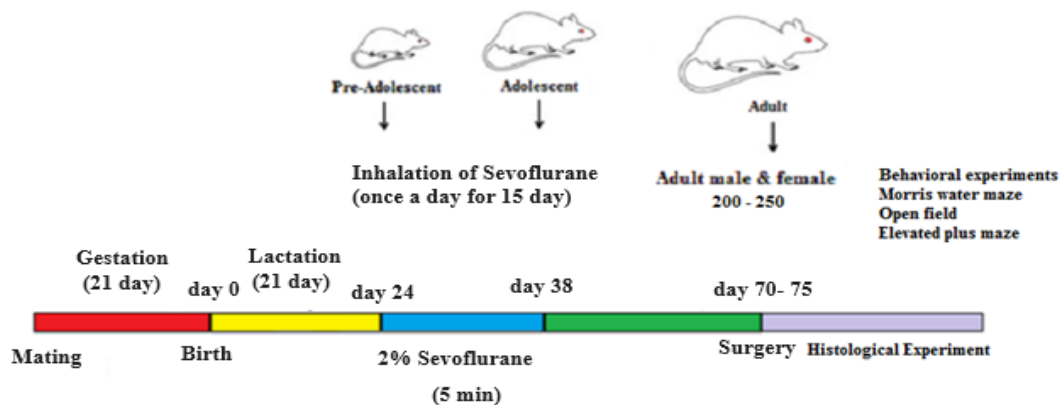 Pre-Adolescent
Adolescent
Adult
Inhalation of Sevoflurane
(once a day for 15 day)
Adult male & female
200 - 250
Behavioral experiments
Morris water maze
Open field
Elevated plus maze
Gestation
(21 day)
day 0
Lactation
(21 day)
day 24
day 38
day 70- 75
Mating
Birth
2% Sevoflurane
(5 min)
Surgery
Histological Experiment